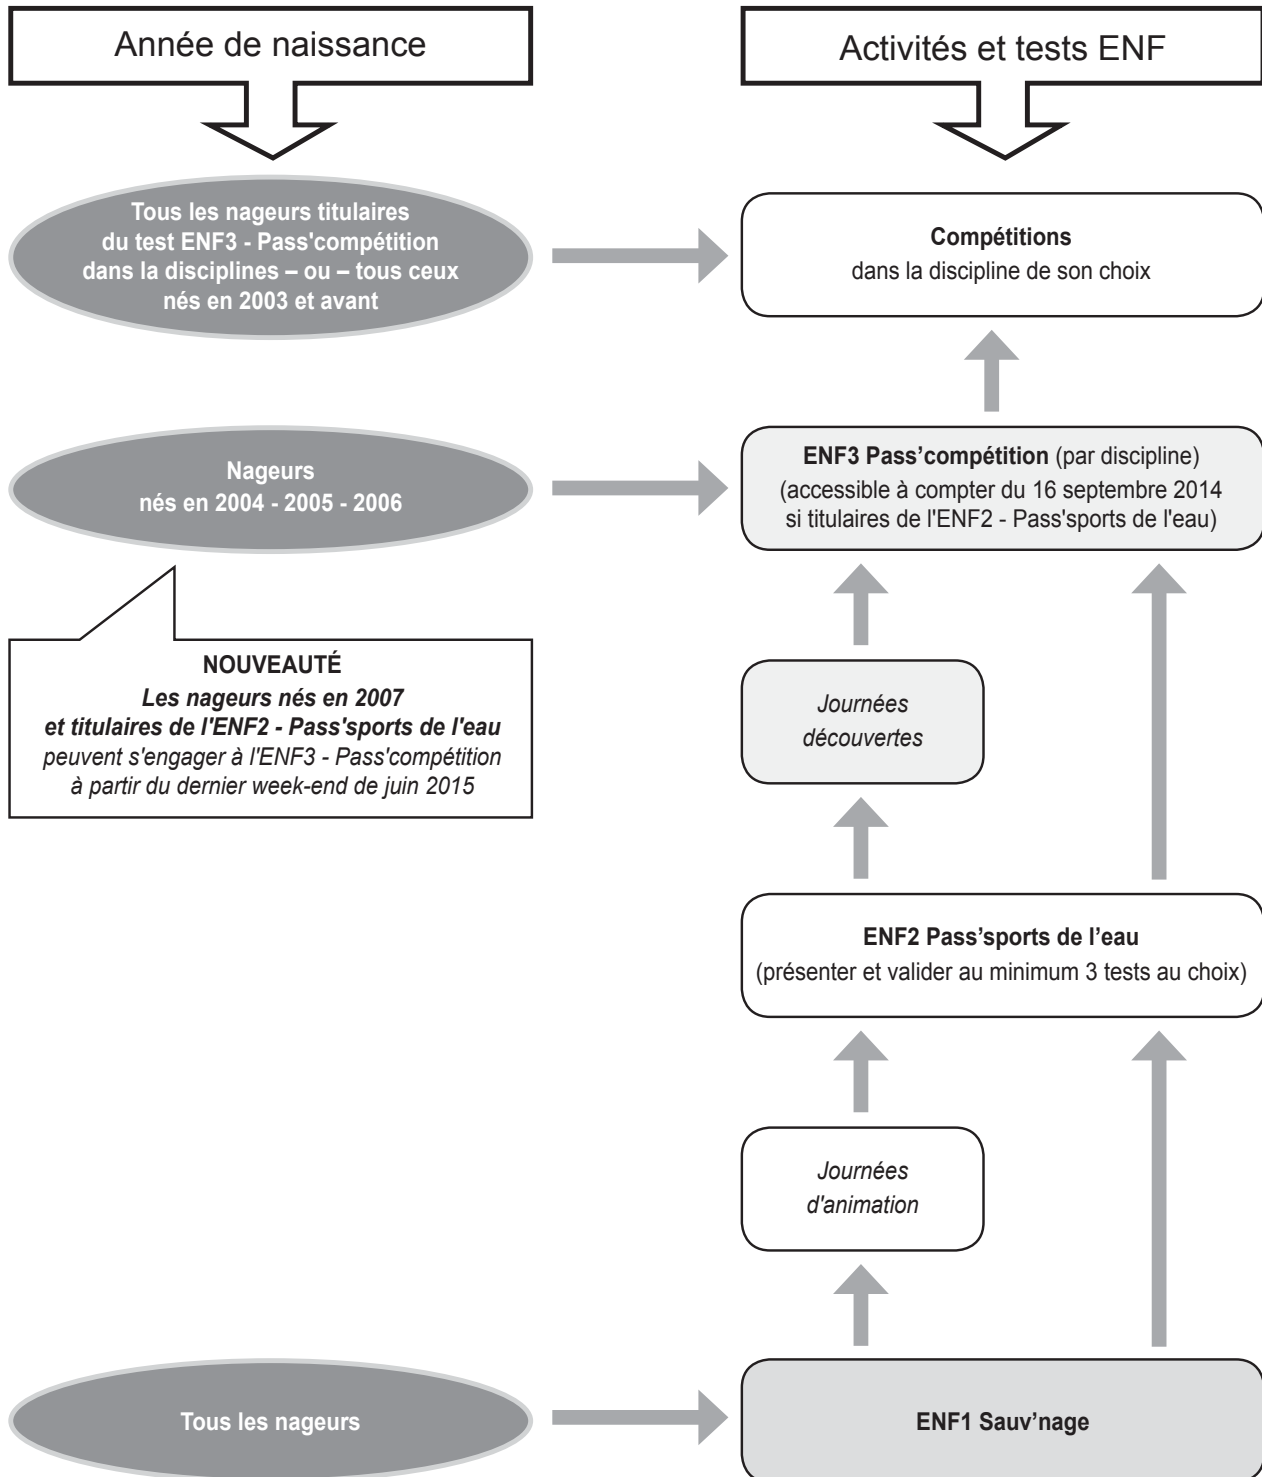 Année de naissance
Activités et tests ENF
Tous les nageurs titulaires
du test ENF3 - Pass'compétition
dans la disciplines – ou – tous ceux
nés en 2003 et avant
Compétitions
dans la discipline de son choix
Nageurs
nés en 2004 - 2005 - 2006
ENF3 Pass’compétition (par discipline)
(accessible à compter du 16 septembre 2014
si titulaires de l'ENF2 - Pass'sports de l'eau)
NOUVEAUTÉ
Les nageurs nés en 2007
et titulaires de l'ENF2 - Pass'sports de l'eau
peuvent s'engager à l'ENF3 - Pass'compétition
à partir du dernier week-end de juin 2015
Journées
découvertes
ENF2 Pass’sports de l’eau
(présenter et valider au minimum 3 tests au choix)
Journées
d'animation
Tous les nageurs
ENF1 Sauv’nage